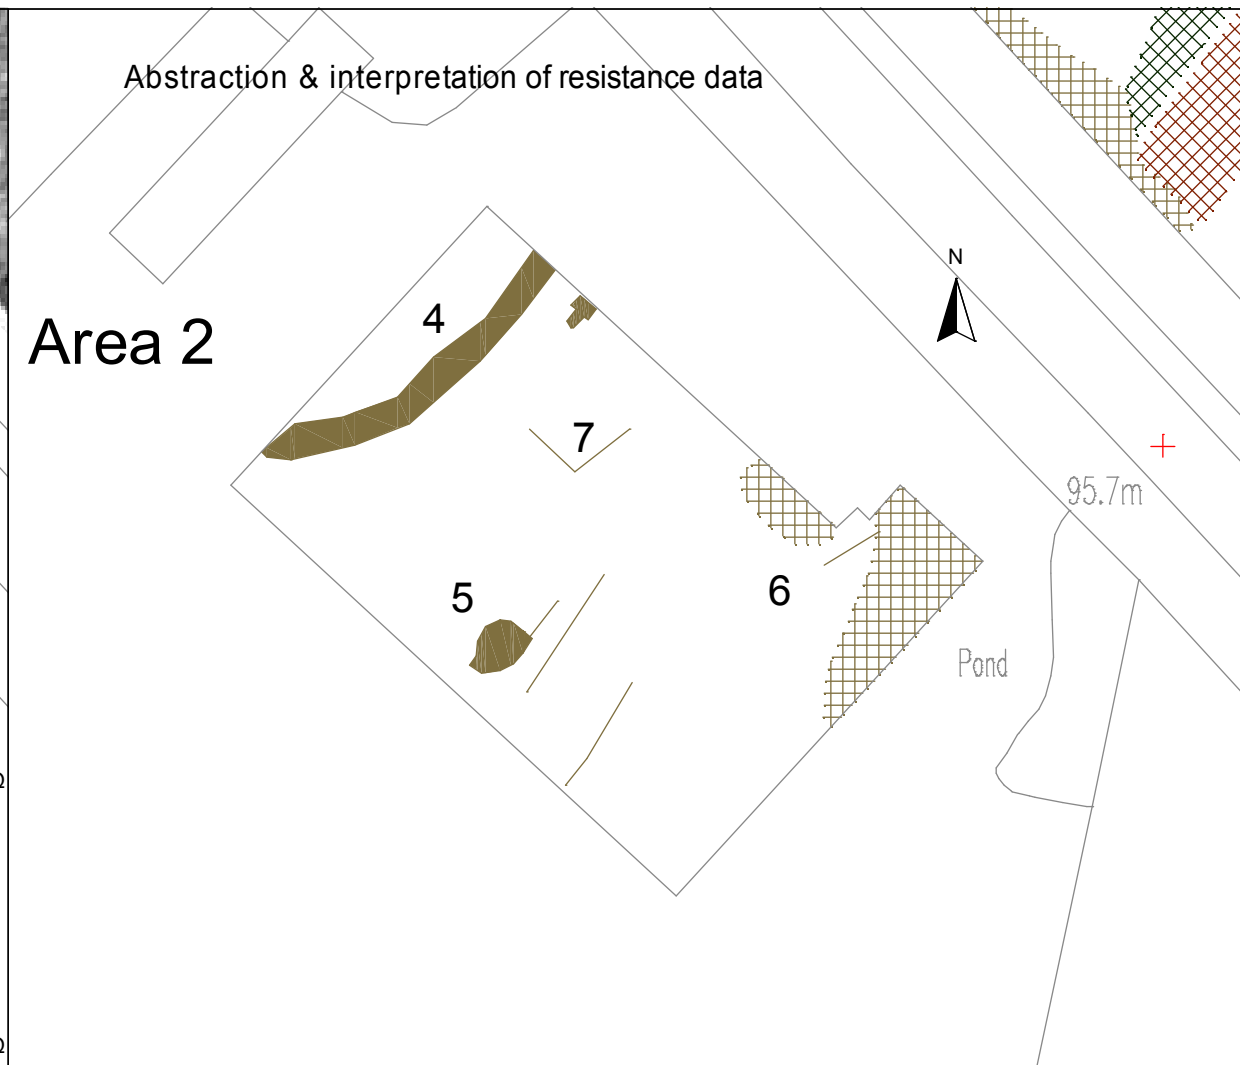 Abstraction & interpretation of resistance data
N
Area 2
4
7
95.7m
5
6
Pond
Ω
Ω